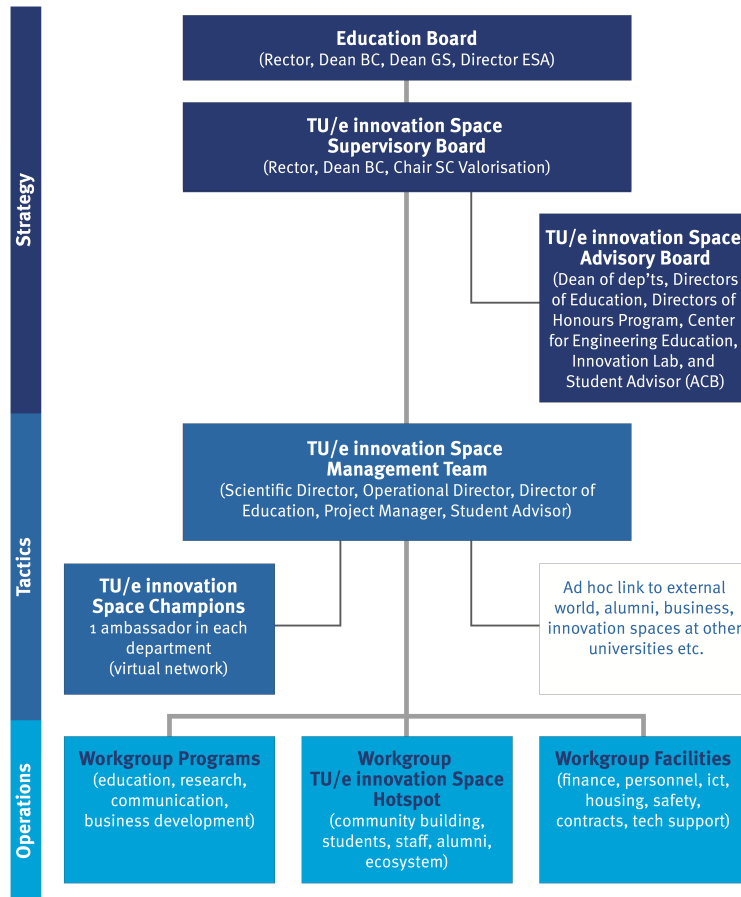 Strategy
Education Board
(Rector, Dean BC, Dean GS, Director ESA)
TU/e innovation Space
Supervisory Board
(Rector, Dean BC, Chair SC Valorisation)
TU/e innovation Space
Advisory Board
(Dean of dep'ts, Directors
of Education, Directors of
Honours Program, Center
for Engineering Education,
Innovation Lab, and
Student Advisor (ACB)
Tactics
TU/e innovation Space
Management Team
(Scientific Director, Operational Director, Director of
Education, Project Manager, Student Advisor)
TU/e innovation
Space Champions
1 ambassador in each
department
(virtual network)
Ad hoc link to external
world, alumni, business,
innovation spaces at other
universities etc.
Operations
Workgroup Programs
(education, research,
communication,
business development)
Workgroup
TU/e innovation Space
Hotspot
(community building,
students, staff, alumni,
ecosystem)
Workgroup Facilities
(finance, personnel, ict,
housing, safety,
contracts, tech support)